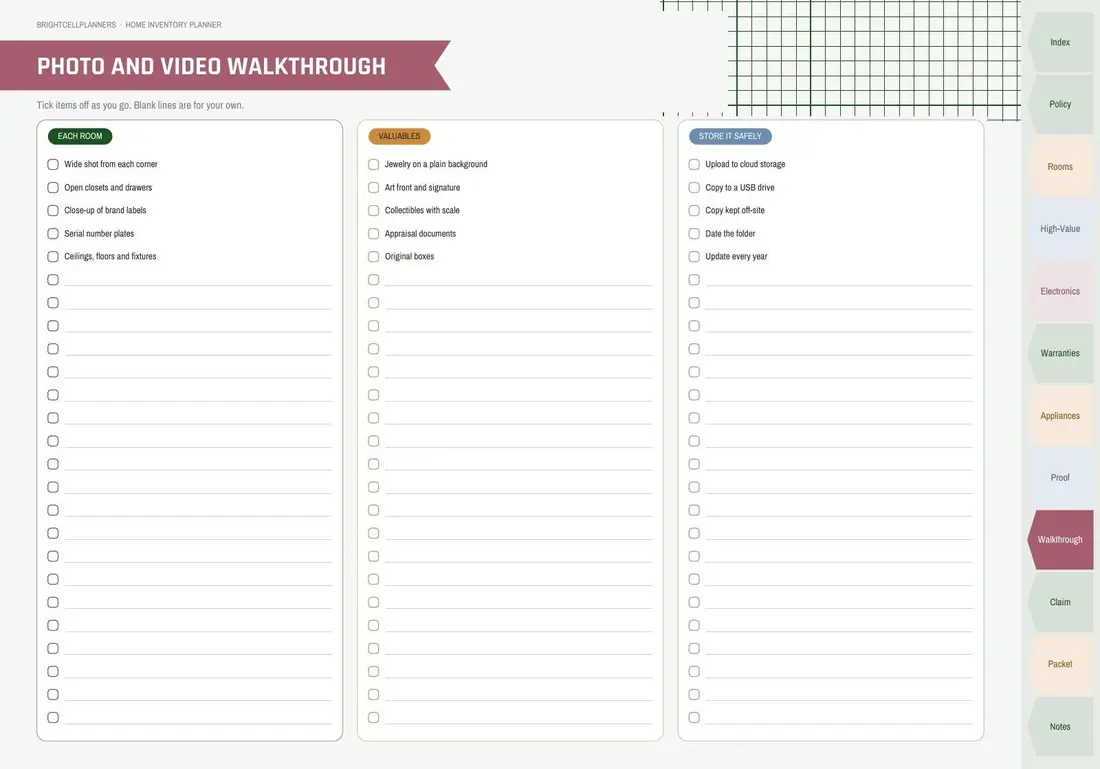 BRIGHTCELLPLANNERS · HOME INVENTORY PLANNER
PHOTO AND VIDEO WALKTHROUGH
Tick items off as you go. Blank lines are for your own.
EACH ROOM
Wide shot from each corner
Open closets and drawers
Close-up of brand labels
Serial number plates
Ceilings, floors and fixtures
VALUABLES
Jewelry on a plain background
Art front and signature
Collectibles with scale
Appraisal documents
Original boxes
STORE IT SAFELY
Upload to cloud storage
Copy to a USB drive
Copy kept off-site
Date the folder
Update every year
Index
Policy
Rooms
High-Value
Electronics
Warranties
Appliances
Proof
Walkthrough
Claim
Packet
Notes